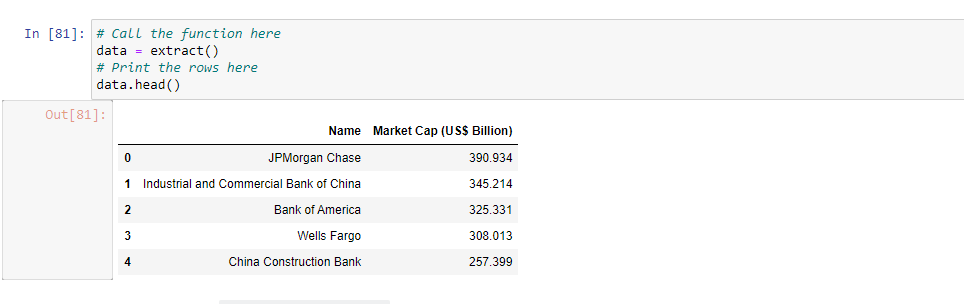 In [81]: # Call the function here
data = extract()
# Print the rows here
data.head()
Out[81]:
Name Market Cap (US$ Billion)
0 JPMorgan Chase 390.934
1 Industrial and Commercial Bank of China 345.214
2 Bank of America 325.331
3 Wells Fargo 308.013
4 China Construction Bank 257.399